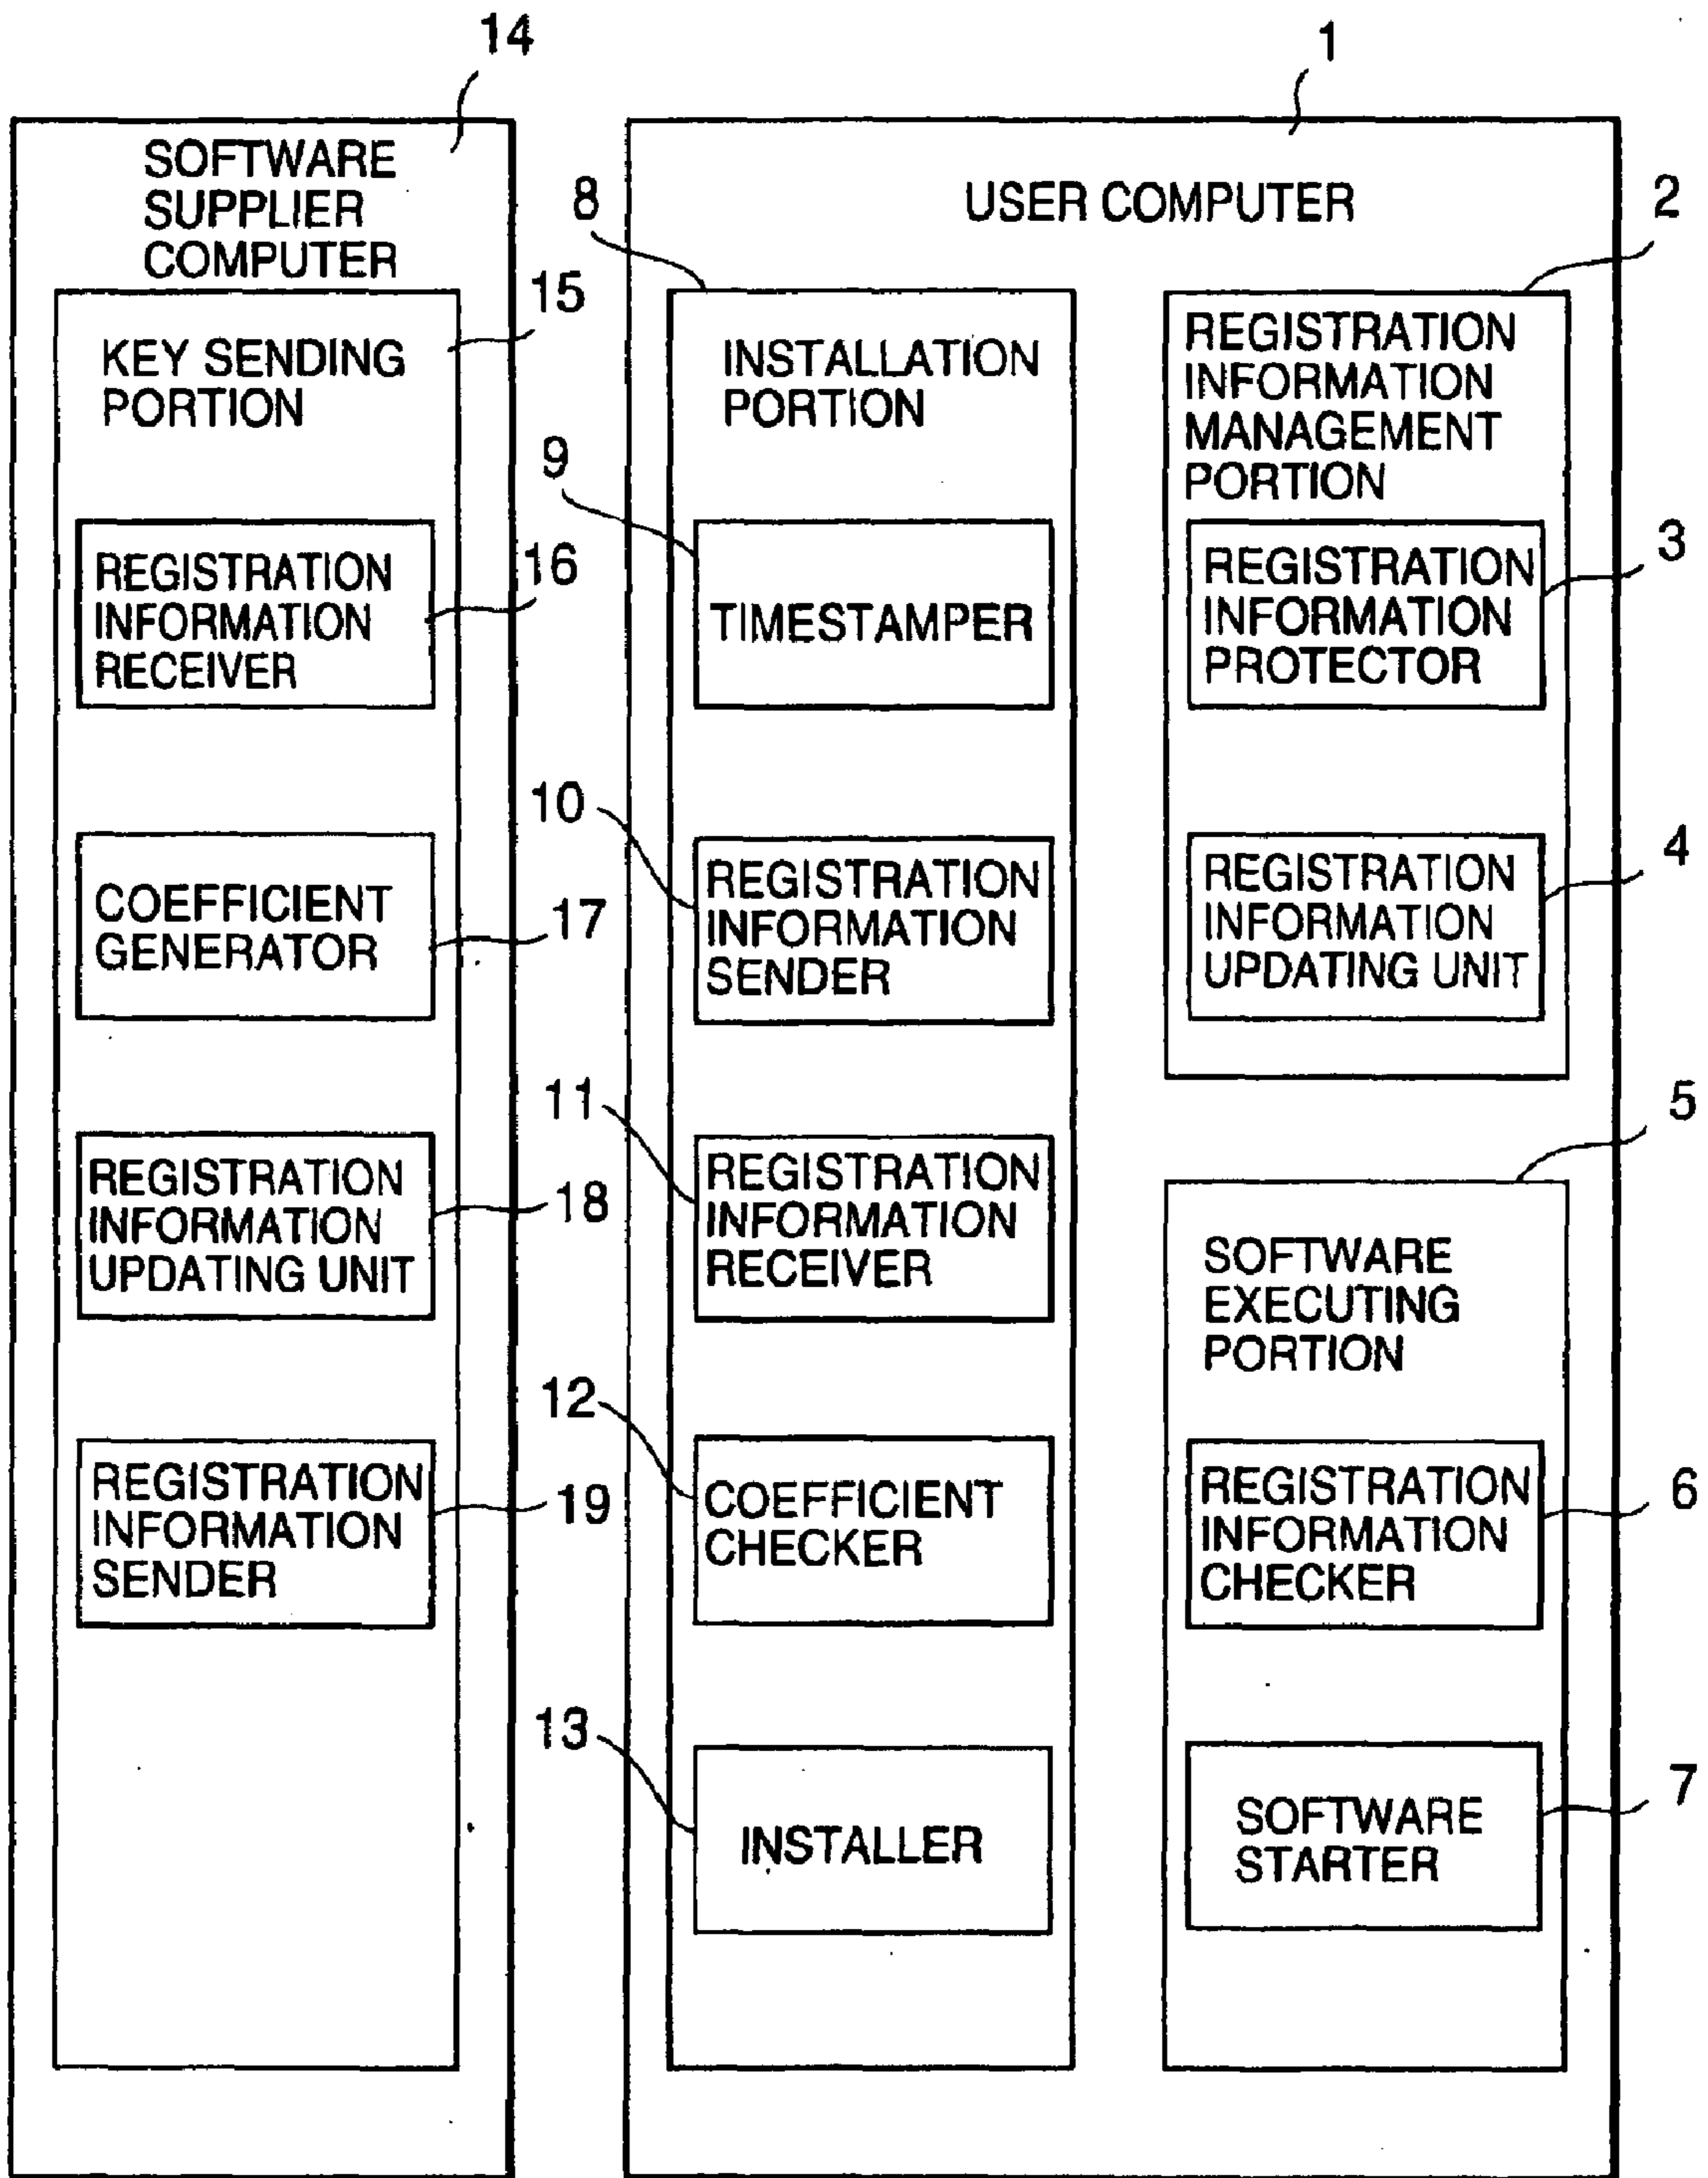 14
SOFTWARE
SUPPLIER
COMPUTER
15
KEY SENDING
PORTION
16
REGISTRATION
INFORMATION
RECEIVER
17
COEFFICIENT
GENERATOR
18
REGISTRATION
INFORMATION
UPDATING UNIT
19
REGISTRATION
INFORMATION
SENDER
1
USER COMPUTER
8
INSTALLATION
PORTION
9
TIMESTAMPER
10
REGISTRATION
INFORMATION
SENDER
11
REGISTRATION
INFORMATION
RECEIVER
12
COEFFICIENT
CHECKER
13
INSTALLER
2
REGISTRATION
INFORMATION
MANAGEMENT
PORTION
3
REGISTRATION
INFORMATION
PROTECTOR
4
REGISTRATION
INFORMATION
UPDATING UNIT
5
SOFTWARE
EXECUTING
PORTION
6
REGISTRATION
INFORMATION
CHECKER
7
SOFTWARE
STARTER